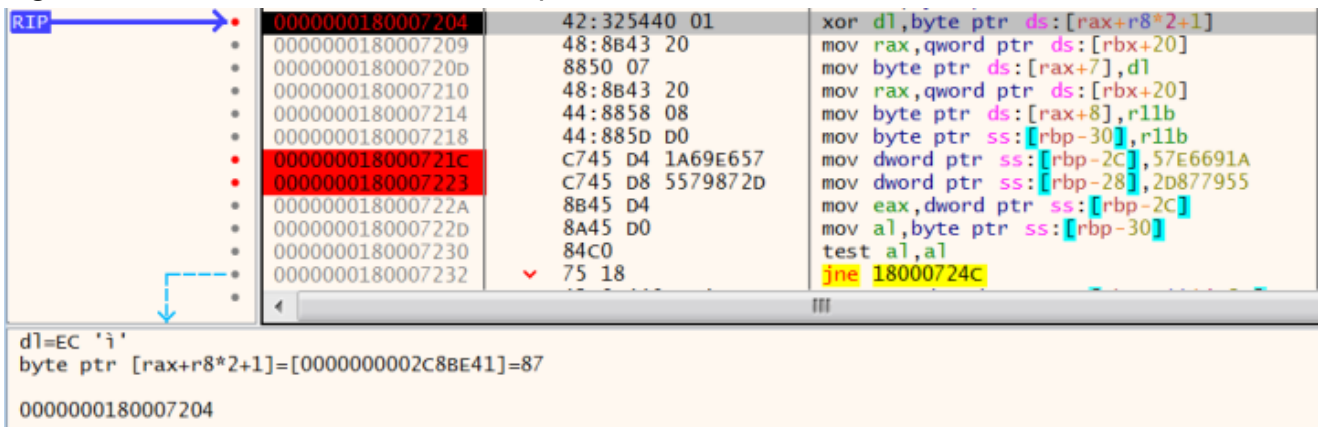 RIP 0000000180007204 42:325440 01 xor dl,byte ptr ds:[rax+r8*2+1]
0000000180007209 48:8B43 20 mov rax,qword ptr ds:[rbx+20]
000000018000720D 8850 07 mov byte ptr ds:[rax+7],dl
0000000180007210 48:8B43 20 mov rax,qword ptr ds:[rbx+20]
0000000180007214 44:8858 08 mov byte ptr ds:[rax+8],r11b
0000000180007218 44:885D D0 mov byte ptr ss:[rbp-30],r11b
000000018000721C C745 D4 1A69E657 mov dword ptr ss:[rbp-2C],57E6691A
0000000180007223 C745 D8 5579872D mov dword ptr ss:[rbp-28],2D877955
000000018000722A 8B45 D4 mov eax,dword ptr ss:[rbp-2C]
000000018000722D 8A45 D0 mov al,byte ptr ss:[rbp-30]
0000000180007230 84C0 test al,al
0000000180007232 75 18 jne 18000724C
dl=EC 'ì'
byte ptr [rax+r8*2+1]=[0000000002C8BE41]=87
0000000180007204